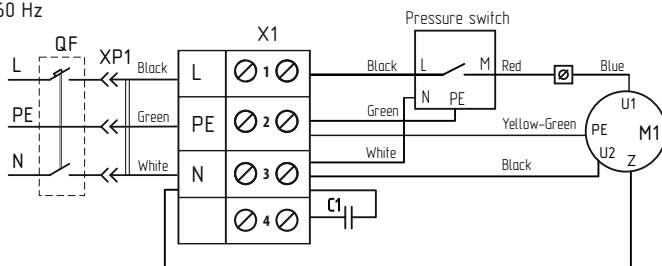 60 Hz
Pressure switch
X1
QF
XP1
L
Black
L
1
Black
L
M
Red
Blue
N
PE
U1
PE
Green
PE
2
Green
Yellow-Green
PE
M1
U2
Z
N
White
N
3
White
Black
4
C1